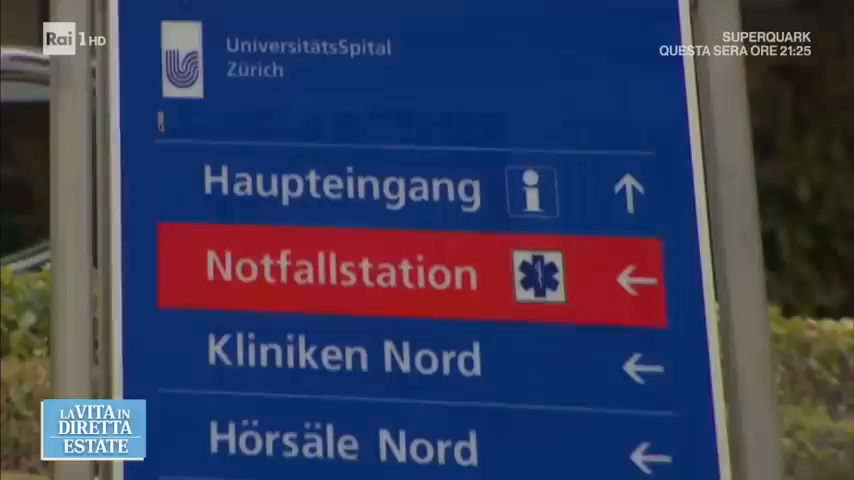 Rai 1 HD
SUPERQUARK
QUESTA SERA ORE 21:25
UniversitätsSpital
Zürich
Haupteingang i ↑
Notfallstation ←
Kliniken Nord ←
Hörsäle Nord ←
LA VITA IN
DIRETTA
ESTATE